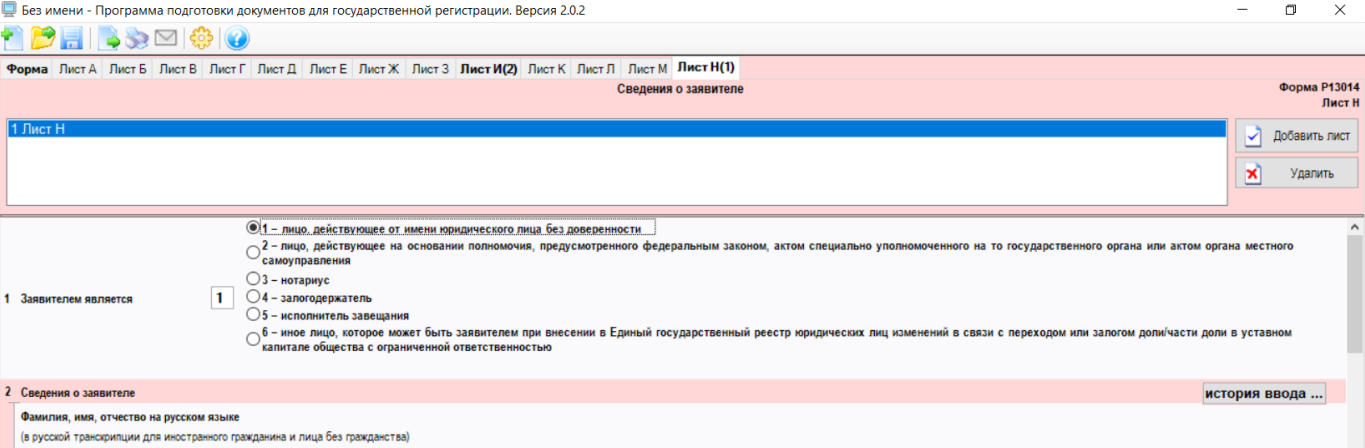 Без имени - Программа подготовки документов для государственной регистрации. Версия 2.0.2
Форма Лист А Лист Б Лист В Лист Г Лист Д Лист Е Лист Ж Лист З Лист И(2) Лист К Лист Л Лист М Лист Н(1)
Сведения о заявителе
Форма Р13014
Лист Н
1 Лист Н
Добавить лист
Удалить
1 – лицо, действующее от имени юридического лица без доверенности
2 – лицо, действующее на основании полномочия, предусмотренного федеральным законом, актом специально уполномоченного на то государственного органа или актом органа местного
самоуправления
3 – нотариус
1 Заявителем является 1
4 – залогодержатель
5 – исполнитель завещания
6 – иное лицо, которое может быть заявителем при внесении в Единый государственный реестр юридических лиц изменений в связи с переходом или залогом доли/части доли в уставном
капитале общества с ограниченной ответственностью
2 Сведения о заявителе
история ввода ...
Фамилия, имя, отчество на русском языке
(в русской транскрипции для иностранного гражданина и лица без гражданства)